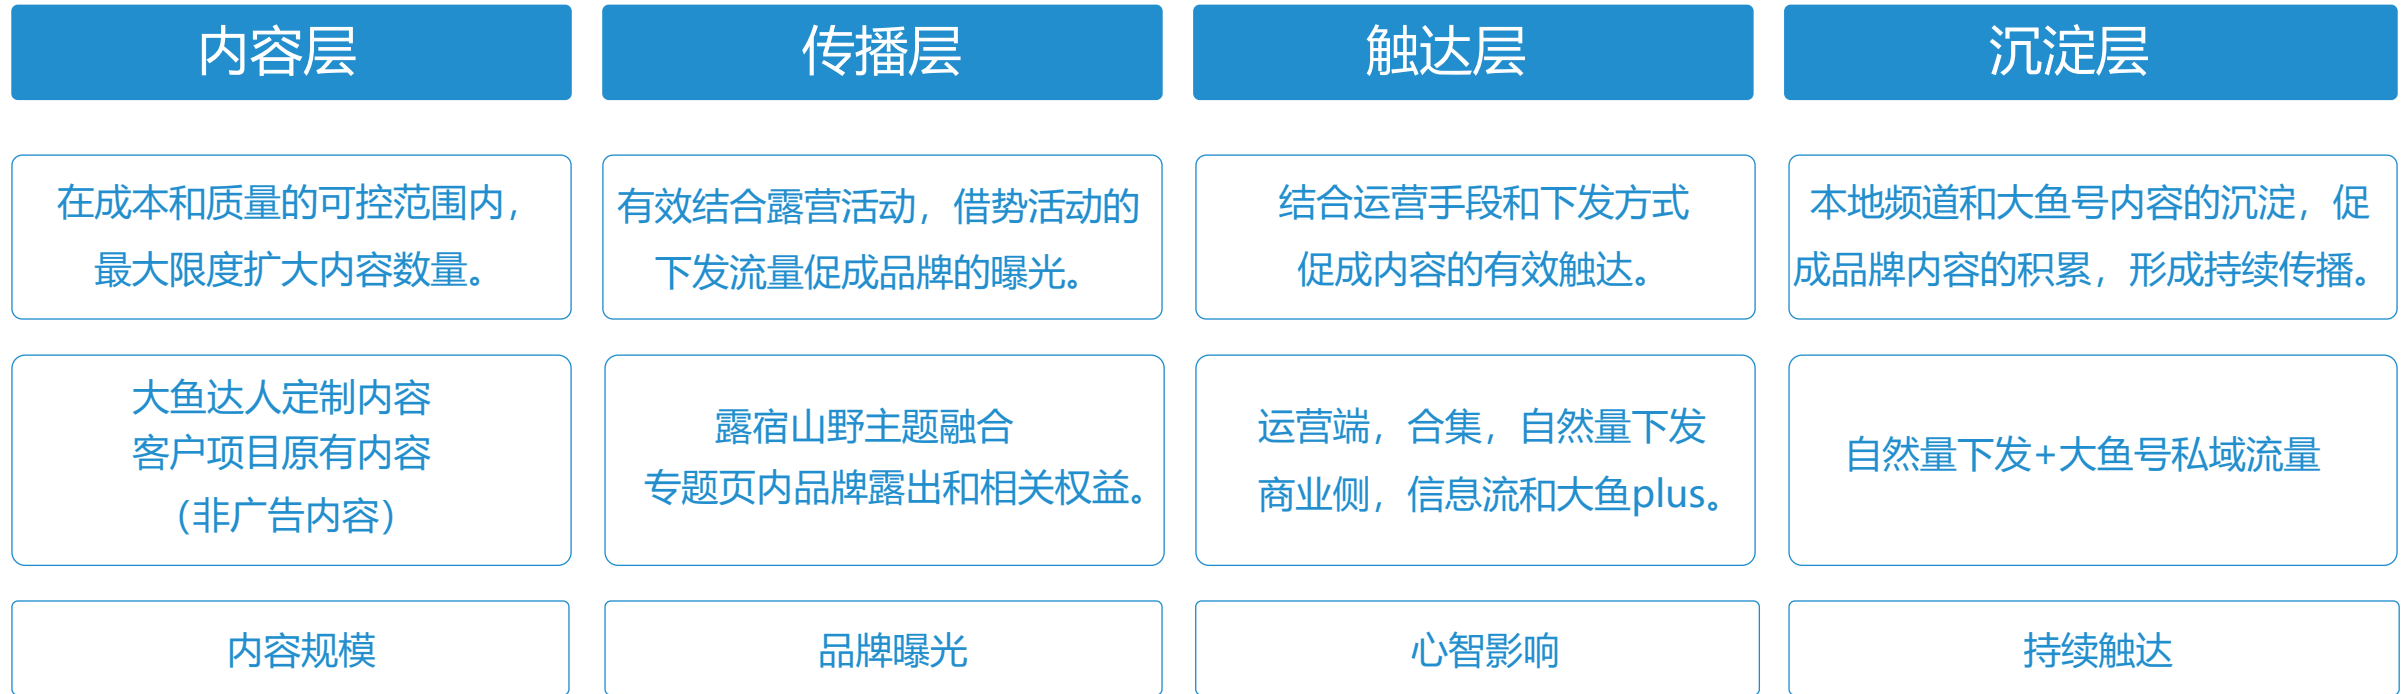 内容层
传播层
触达层
沉淀层
在成本和质量的可控范围内，
最大限度扩大内容数量。
有效结合露营活动，借势活动的
下发流量促成品牌的曝光。
结合运营手段和下发方式
促成内容的有效触达。
本地频道和大鱼号内容的沉淀，促
成品牌内容的积累，形成持续传播。
大鱼达人定制内容
客户项目原有内容
（非广告内容）
露宿山野主题融合
专题页内品牌露出和相关权益。
运营端，合集，自然量下发
商业侧，信息流和大鱼plus。
自然量下发+大鱼号私域流量
内容规模
品牌曝光
心智影响
持续触达